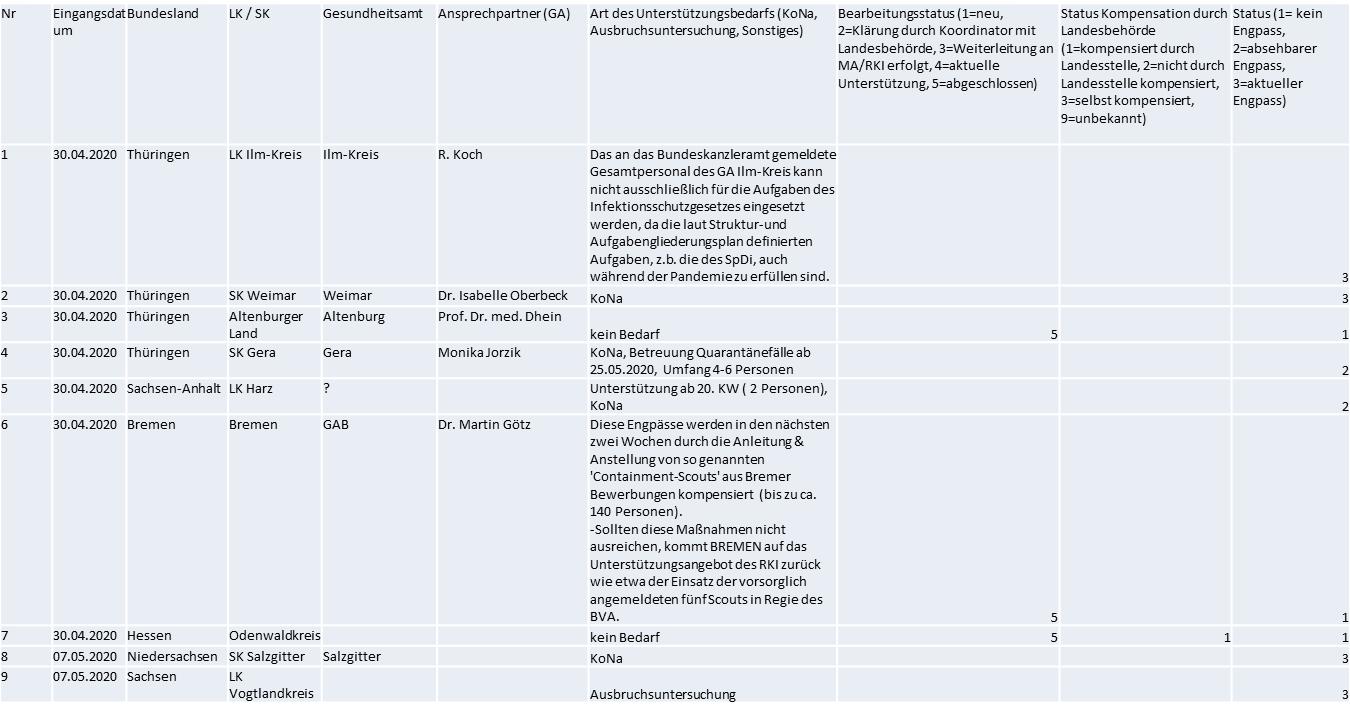 Nr
Eingangsdat
um
Bundesland
LK / SK
Gesundheitsamt
Ansprechpartner (GA)
Art des Unterstützungsbedarfs (KoNa,
Ausbruchsuntersuchung, Sonstiges)
Bearbeitungsstatus (1=neu,
2=Klärung durch Koordinator mit
Landesbehörde, 3=Weiterleitung an
MA/RKI erfolgt, 4=aktuelle
Unterstützung, 5=abgeschlossen)
Status Kompensation durch
Landesbehörde
(1=kompensiert durch
Landesstelle, 2=nicht durch
Landesstelle kompensiert,
3=selbst kompensiert,
9=unbekannt)
Status (1= kein
Engpass,
2=absehbarer
Engpass,
3=aktueller
Engpass)
1
30.04.2020
Thüringen
LK Ilm-Kreis
Ilm-Kreis
R. Koch
Das an das Bundeskanzleramt gemeldete
Gesamtpersonal des GA Ilm-Kreis kann
nicht ausschließlich für die Aufgaben des
Infektionsschutzgesetzes eingesetzt
werden, da die laut Struktur-und
Aufgabengliederungsplan definierten
Aufgaben, z.b. die des SpDi, auch
während der Pandemie zu erfüllen sind.
3
2
30.04.2020
Thüringen
SK Weimar
Weimar
Dr. Isabelle Oberbeck
KoNa
3
3
30.04.2020
Thüringen
Altenburger
Land
Altenburg
Prof. Dr. med. Dhein
kein Bedarf
5
1
4
30.04.2020
Thüringen
SK Gera
Gera
Monika Jorzik
KoNa, Betreuung Quarantänefälle ab
25.05.2020, Umfang 4-6 Personen
2
5
30.04.2020
Sachsen-Anhalt
LK Harz
?
Unterstützung ab 20. KW ( 2 Personen),
KoNa
2
6
30.04.2020
Bremen
Bremen
GAB
Dr. Martin Götz
Diese Engpässe werden in den nächsten
zwei Wochen durch die Anleitung &
Anstellung von so genannten
'Containment-Scouts' aus Bremer
Bewerbungen kompensiert (bis zu ca.
140 Personen).
-Sollten diese Maßnahmen nicht
ausreichen, kommt BREMEN auf das
Unterstützungsangebot des RKI zurück
wie etwa der Einsatz der vorsorglich
angemeldeten fünf Scouts in Regie des
BVA.
5
1
7
30.04.2020
Hessen
Odenwaldkreis
kein Bedarf
5
1
1
8
07.05.2020
Niedersachsen
SK Salzgitter
Salzgitter
KoNa
3
9
07.05.2020
Sachsen
LK
Vogtlandkreis
Ausbruchsuntersuchung
3